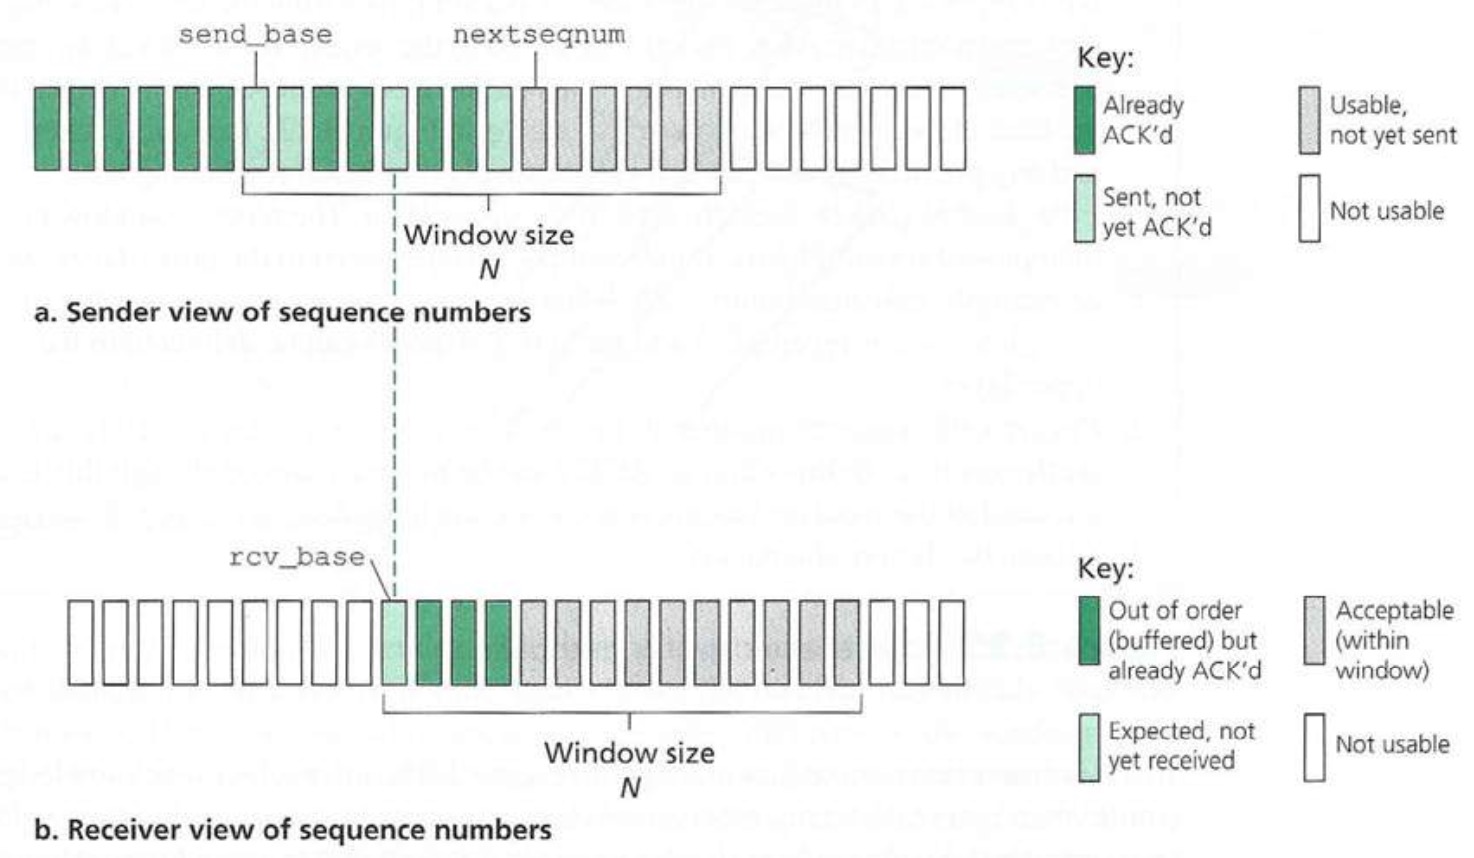 send_base
nextseqnum
Key:
Already
ACK'd
Usable,
not yet sent
Sent, not
yet ACK'd
Not usable
Window size
N
a. Sender view of sequence numbers
rcv_base
Key:
Out of order
(buffered) but
already ACK'd
Acceptable
(within
window)
Expected, not
yet received
Not usable
Window size
N
b. Receiver view of sequence numbers